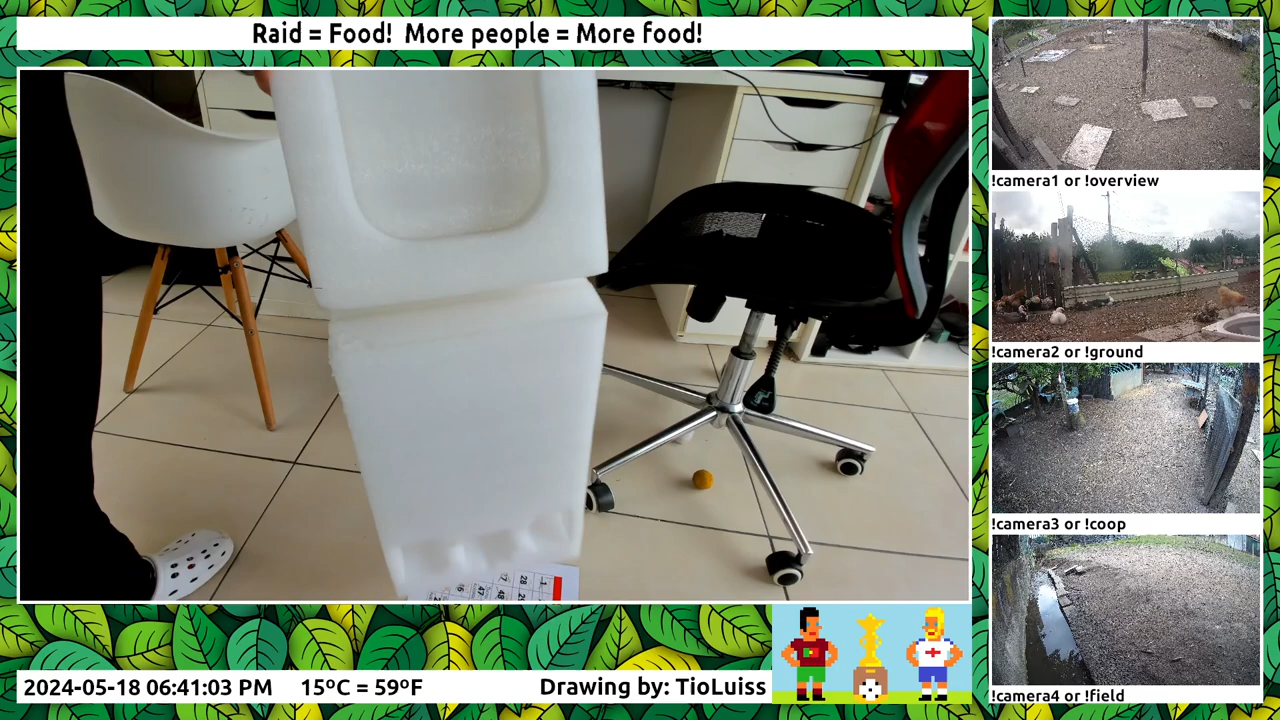 Raid = Food!  More people = More food!
!camera1 or !overview
!camera2 or !ground
!camera3 or !coop
!camera4 or !field
28
2024-05-18 06:41:03 PM
15ºC = 59ºF
Drawing by: TioLuiss